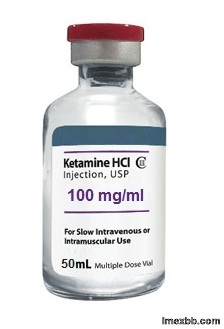 Ketamine HCl CIII
Injection, USP
100 mg/ml
For Slow Intravenous or
Intramuscular Use
50mL Multiple Dose Vial
lmexbb.com